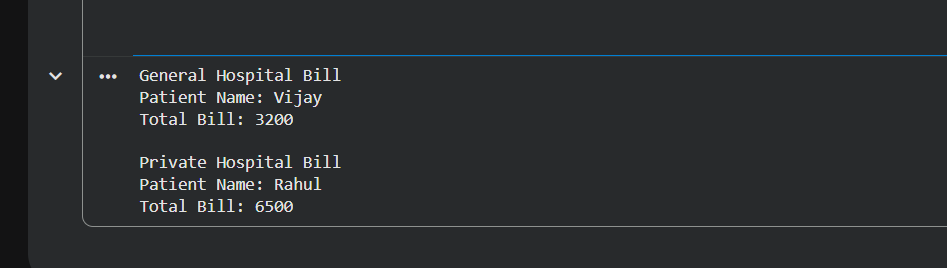 General Hospital Bill
Patient Name: Vijay
Total Bill: 3200
Private Hospital Bill
Patient Name: Rahul
Total Bill: 6500